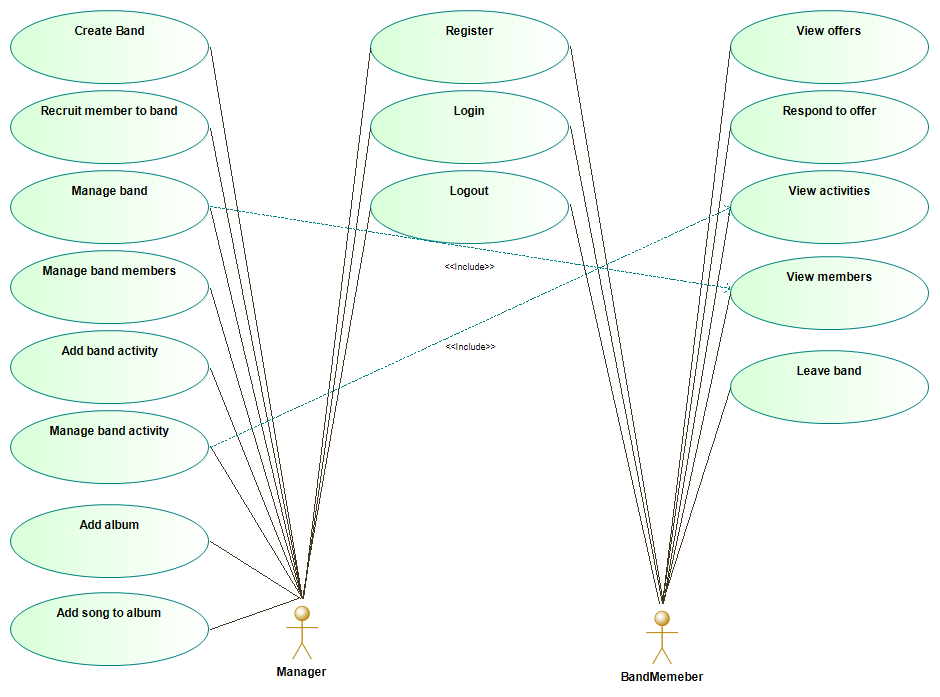 Create Band
Register
View offers
Recruit member to band
Login
Respond to offer
Manage band
Logout
View activities
Manage band members
<<Include>>
View members
Add band activity
<<Include>>
Leave band
Manage band activity
Add album
Add song to album
Manager
BandMemeber